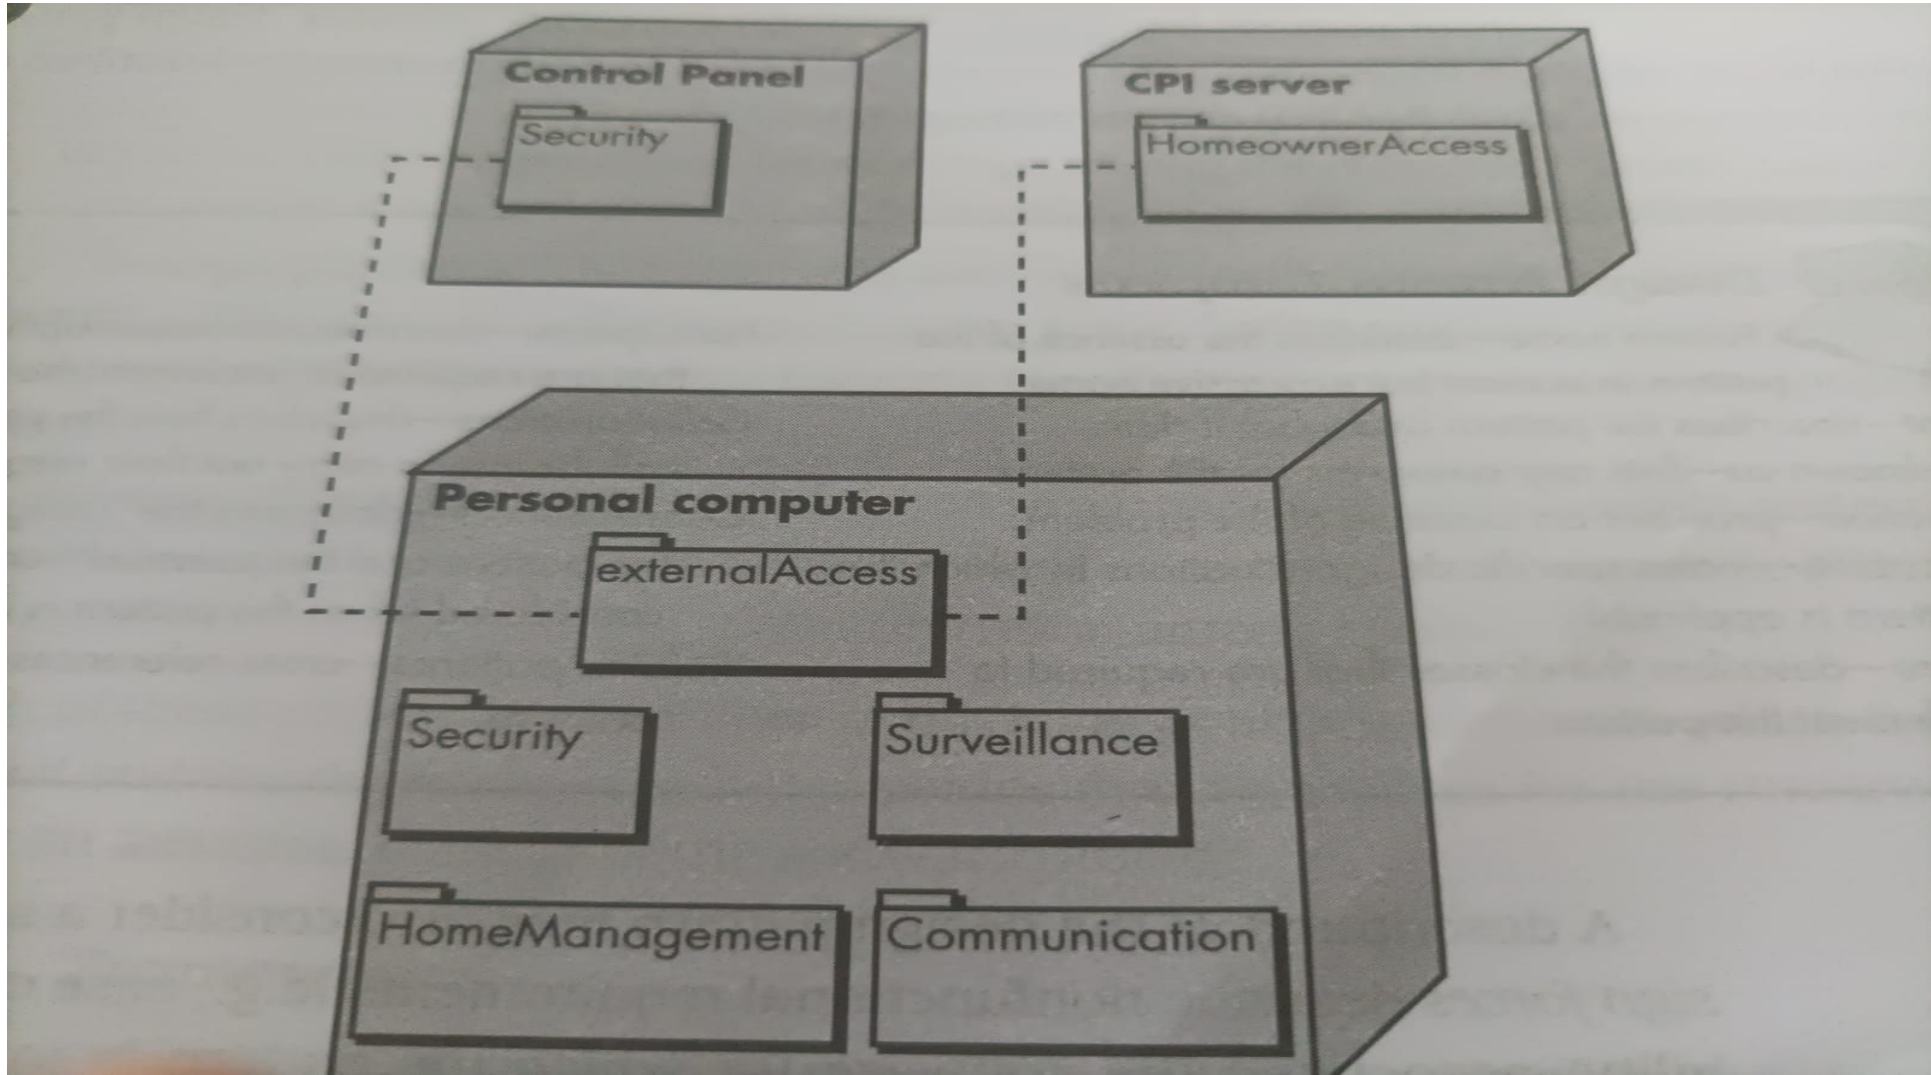 Control Panel
Security
CPI server
HomeownerAccess
Personal computer
externalAccess
Security
Surveillance
HomeManagement
Communication